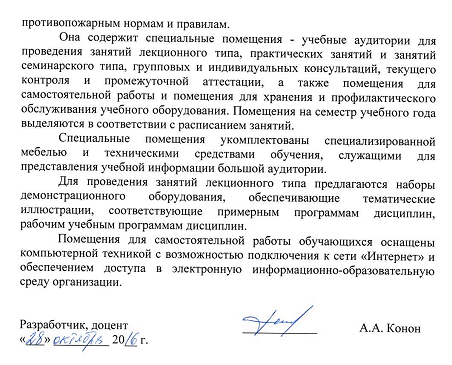 противопожарным нормам и правилам.
Она содержит специальные помещения - учебные аудитории для
проведения занятий лекционного типа, практических занятий и занятий
семинарского типа, групповых и индивидуальных консультаций, текущего
контроля и промежуточной аттестации, а также помещения для
самостоятельной работы и помещения для хранения и профилактического
обслуживания учебного оборудования. Помещения на семестр учебного года
выделяются в соответствии с расписанием занятий.
Специальные помещения укомплектованы специализированной
мебелью и техническими средствами обучения, служащими для
представления учебной информации большой аудитории.
Для проведения занятий лекционного типа предлагаются наборы
демонстрационного оборудования, обеспечивающие тематические
иллюстрации, соответствующие примерным программам дисциплин,
рабочим учебным программам дисциплин.
Помещения для самостоятельной работы обучающихся оснащены
компьютерной техникой с возможностью подключения к сети «Интернет» и
обеспечением доступа в электронную информационно-образовательную
среду организации.
Разработчик, доцент А.А. Конон
«28» октября 2016 г.